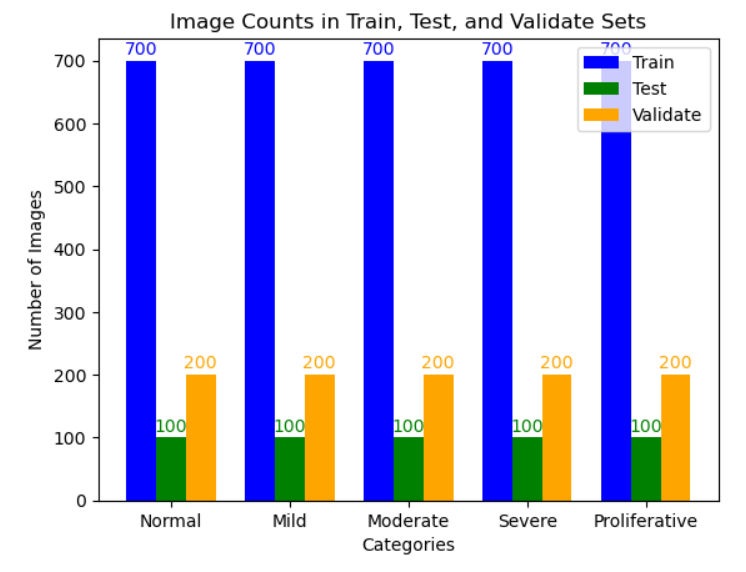 Image Counts in Train, Test, and Validate Sets
700 700 700 700 700
Train
Test
Validate
700
600
500
400
300
200
100
0
Number of Images
200 200 200 200 200
100 100 100 100 100
Normal Mild Moderate Severe Proliferative
Categories